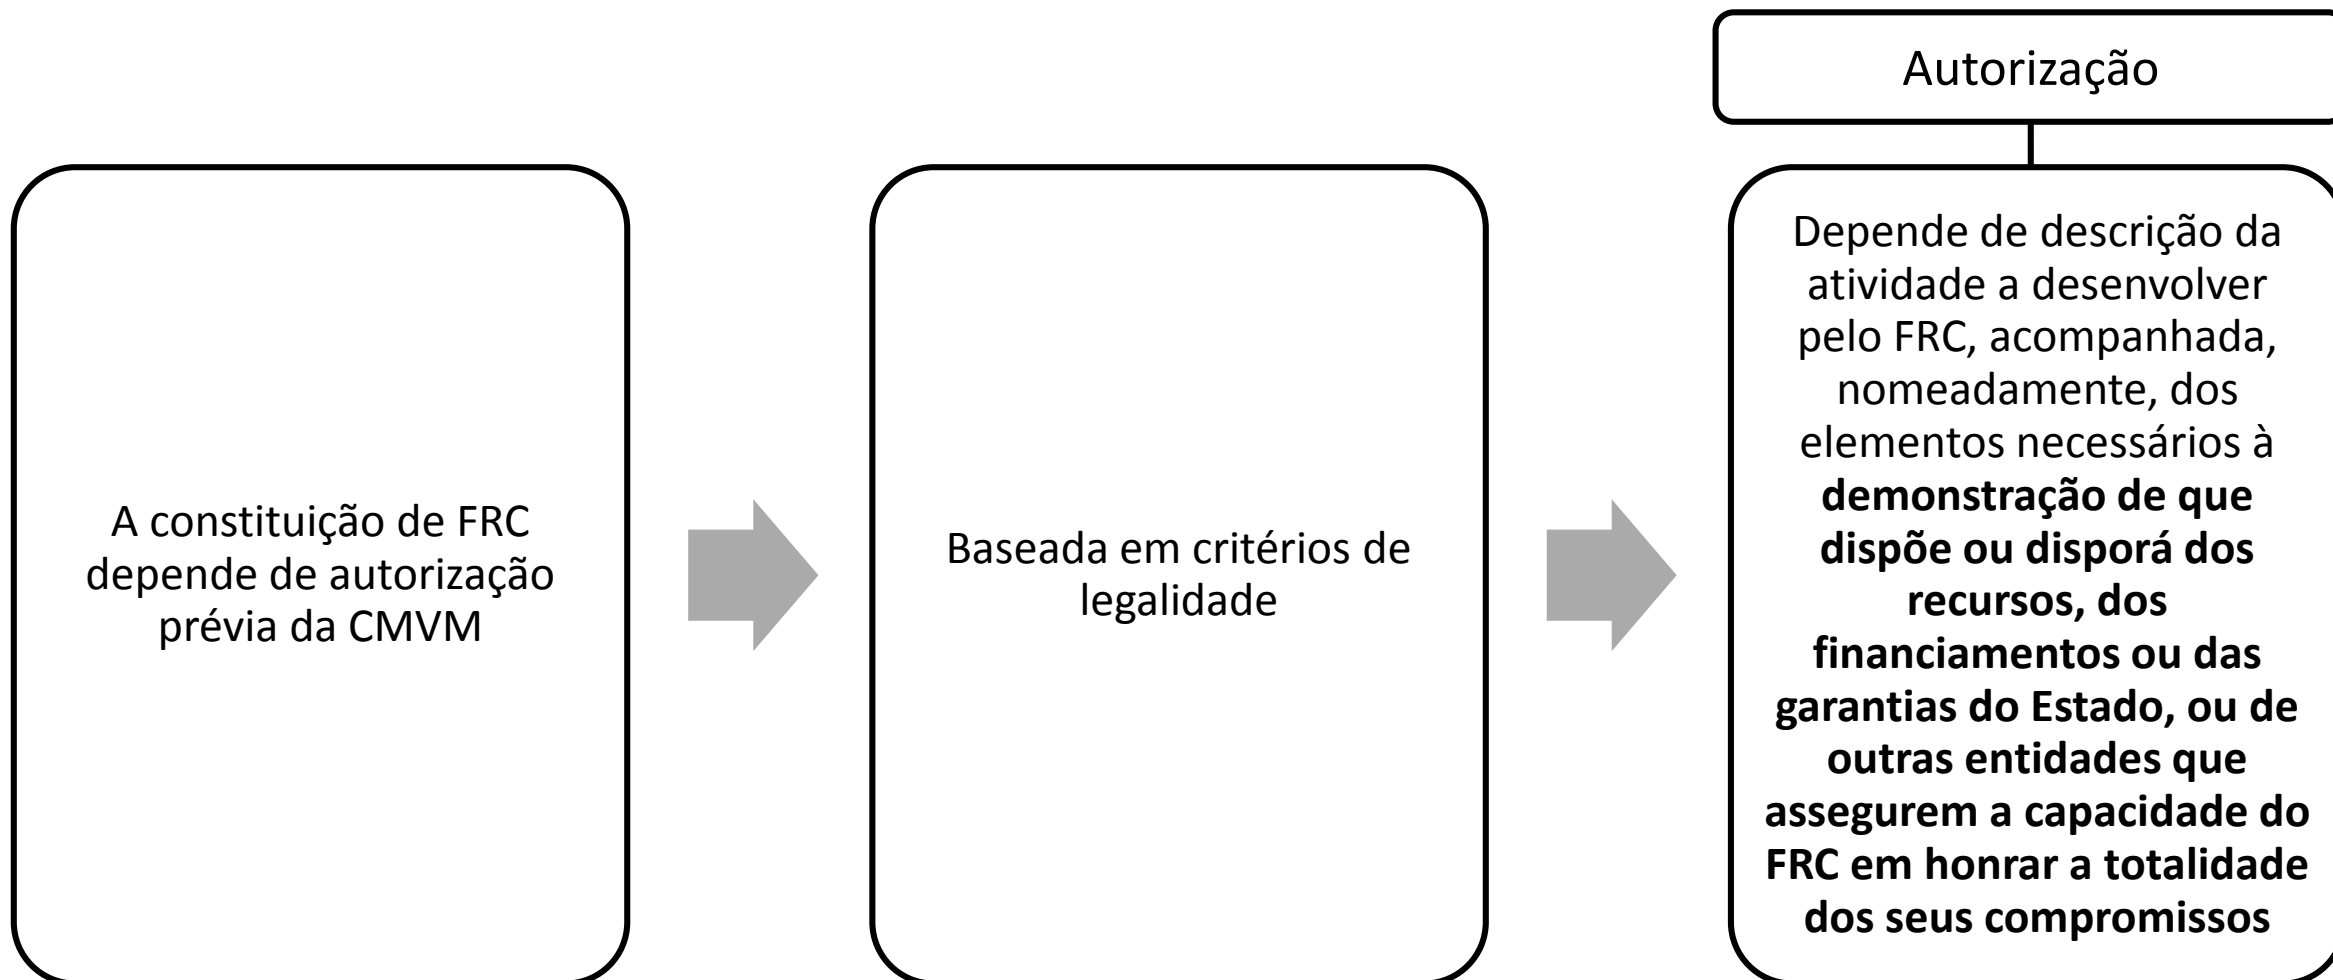 A constituição de FRC
depende de autorização
prévia da CMVM
Baseada em critérios de
legalidade
Autorização
Depende de descrição da
atividade a desenvolver
pelo FRC, acompanhada,
nomeadamente, dos
elementos necessários à
demonstração de que
dispõe ou disporá dos
recursos, dos
financiamentos ou das
garantias do Estado, ou de
outras entidades que
assegurem a capacidade do
FRC em honrar a totalidade
dos seus compromissos